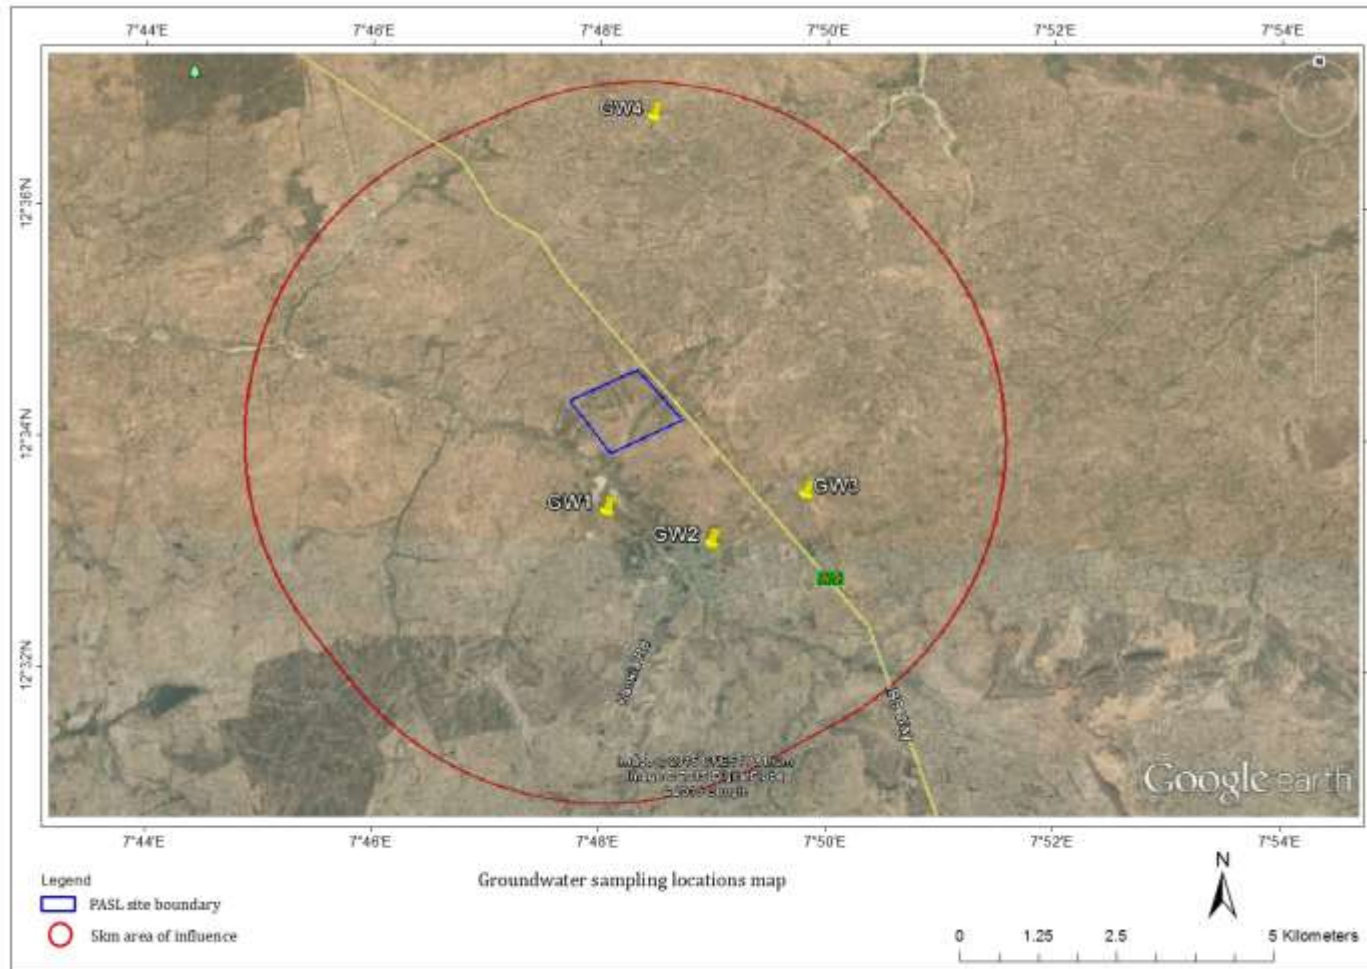 7°44'E 7°46'E 7°48'E 7°50'E 7°52'E 7°54'E
N
GW4
12°36'N
12°34'N
GW1
GW2
GW3
12°32'N
Google earth
7°44'E 7°46'E 7°48'E 7°50'E 7°52'E 7°54'E
Legend
Groundwater sampling locations map
N
PASL site boundary
5km area of influence
0 1.25 2.5 5 Kilometers